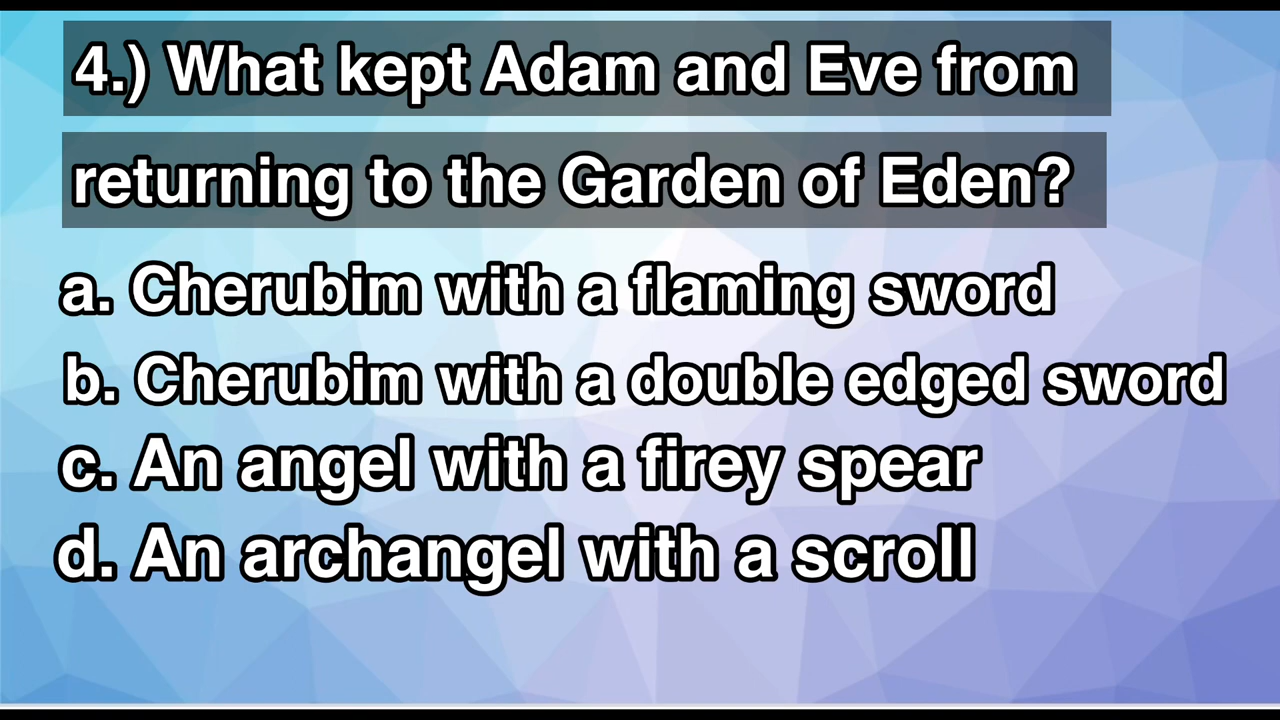 4.) What kept Adam and Eve from
returning to the Garden of Eden?
a. Cherubim with a flaming sword
b. Cherubim with a double edged sword
c. An angel with a firey spear
d. An archangel with a scroll